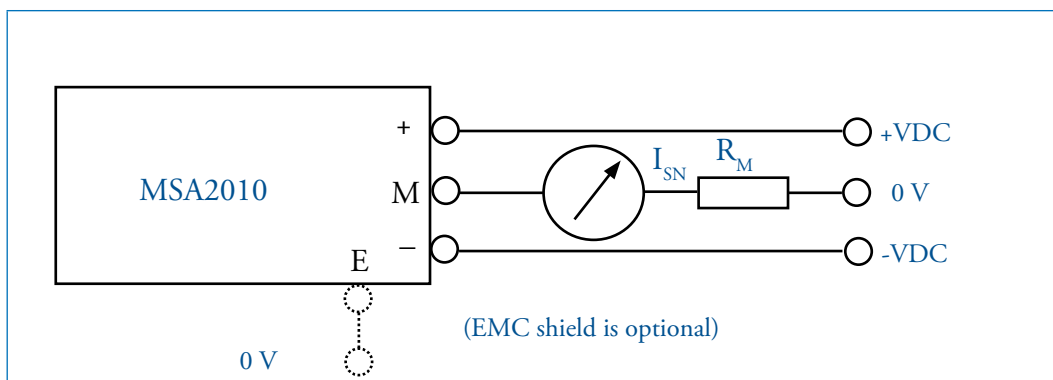 +
+VDC
I_SN R_M
MSA2010
M
0 V
−
-VDC
E
(EMC shield is optional)
0 V